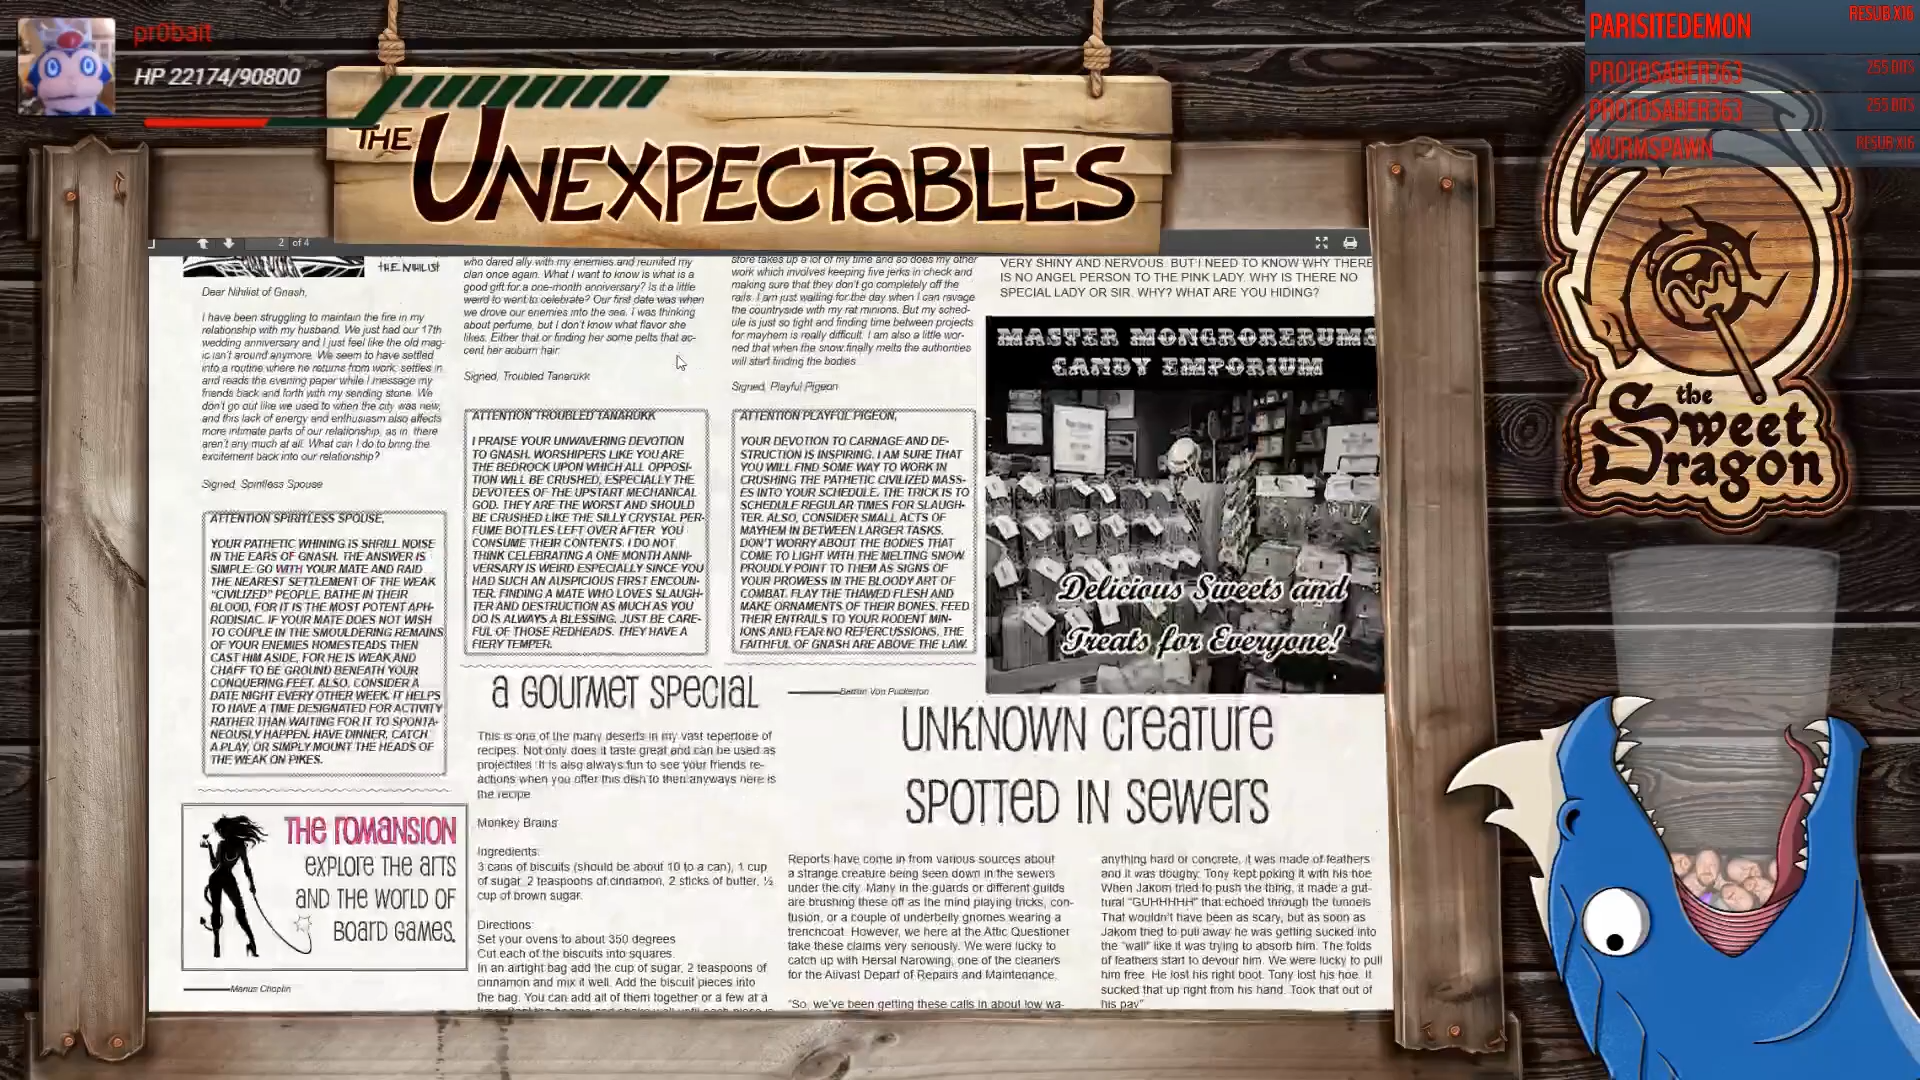 pr0bait
HP 22174/90800
PARISITEDEMON
RESUB X16
PROTOSABER363
255 BITS
PROTOSABER363
255 BITS
WURMSPAWN
RESUB X16
THE UNEXPECTABLES
the
Sweet
Dragon
2 of 4
THE NIHILIST
Dear Nihilist of Gnash,
I have been struggling to maintain the fire in my
relationship with my husband. We just had our 17th
wedding anniversary and I just feel like the old mag-
ic isn't around anymore. We seem to have settled
into a routine where he returns from work, settles in
and reads the evening paper while I message my
friends back and forth with my sending stone. We
don't go out like we used to when the city was new,
and this lack of energy and enthusiasm also affects
more intimate parts of our relationship, as in, there
aren't any much at all. What can I do to bring the
excitement back into our relationship?
Signed, Spiritless Spouse
ATTENTION SPIRITLESS SPOUSE,
YOUR PATHETIC WHINING IS SHRILL NOISE
IN THE EARS OF GNASH. THE ANSWER IS
SIMPLE: GO WITH YOUR MATE AND RAID
THE NEAREST SETTLEMENT OF THE WEAK
"CIVILIZED" PEOPLE. BATHE IN THEIR
BLOOD, FOR IT IS THE MOST POTENT APH-
RODISIAC. IF YOUR MATE DOES NOT WISH
TO COUPLE IN THE SMOULDERING REMAINS
OF YOUR ENEMIES HOMESTEADS THEN
CAST HIM ASIDE, FOR HE IS WEAK AND
CHAFF TO BE GROUND BENEATH YOUR
CONQUERING FEET. ALSO, CONSIDER A
DATE NIGHT EVERY OTHER WEEK. IT HELPS
TO HAVE A TIME DESIGNATED FOR ACTIVITY
RATHER THAN WAITING FOR IT TO SPONTA-
NEOUSLY HAPPEN. HAVE DINNER, CATCH
A PLAY, OR SIMPLY MOUNT THE HEADS OF
THE WEAK ON PIKES.
THE ROMANSION
EXPLORE THE ARTS
AND THE WORLD OF
BOARD GAMES.
Manus Choplin
who dared ally with my enemies and reunited my
clan once again. What I want to know is what is a
good gift for a one-month anniversary? Is it a little
weird to want to celebrate? Our first date was when
we drove our enemies into the sea. I was thinking
about perfume, but I don't know what flavor she
likes. Either that or finding her some pelts that ac-
cent her auburn hair.
Signed, Troubled Tanarukk
ATTENTION TROUBLED TANARUKK
I PRAISE YOUR UNWAVERING DEVOTION
TO GNASH. WORSHIPERS LIKE YOU ARE
THE BEDROCK UPON WHICH ALL OPPOSI-
TION WILL BE CRUSHED, ESPECIALLY THE
DEVOTEES OF THE UPSTART MECHANICAL
GOD. THEY ARE THE WORST AND SHOULD
BE CRUSHED LIKE THE SILLY CRYSTAL PER-
FUME BOTTLES LEFT OVER AFTER YOU
CONSUME THEIR CONTENTS. I DO NOT
THINK CELEBRATING A ONE MONTH ANNI-
VERSARY IS WEIRD ESPECIALLY SINCE YOU
HAD SUCH AN AUSPICIOUS FIRST ENCOUN-
TER. FINDING A MATE WHO LOVES SLAUGH-
TER AND DESTRUCTION AS MUCH AS YOU
DO IS ALWAYS A BLESSING. JUST BE CARE-
FUL OF THOSE REDHEADS. THEY HAVE A
FIERY TEMPER.
store takes up a lot of my time and so does my other
work which involves keeping five jerks in check and
making sure that they don't go completely off the
rails. I am just waiting for the day when I can ravage
the countryside with my rat minions. But my sched-
ule is just so tight and finding time between projects
for mayhem is really difficult. I am also a little wor-
ried that when the snow finally melts the authorities
will start finding the bodies.
Signed, Playful Pigeon
ATTENTION PLAYFUL PIGEON,
YOUR DEVOTION TO CARNAGE AND DE-
STRUCTION IS INSPIRING. I AM SURE THAT
YOU WILL FIND SOME WAY TO WORK IN
CRUSHING THE PATHETIC CIVILIZED MASS-
ES INTO YOUR SCHEDULE. THE TRICK IS TO
SCHEDULE REGULAR TIMES FOR SLAUGH-
TER. ALSO, CONSIDER SMALL ACTS OF
MAYHEM IN BETWEEN LARGER TASKS.
DON'T WORRY ABOUT THE BODIES THAT
COME TO LIGHT WITH THE MELTING SNOW.
PROUDLY POINT TO THEM AS SIGNS OF
YOUR PROWESS IN THE BLOODY ART OF
COMBAT. FLAY THE THAWED FLESH AND
MAKE ORNAMENTS OF THEIR BONES. FEED
THEIR ENTRAILS TO YOUR RODENT MIN-
IONS AND FEAR NO REPERCUSSIONS, THE
FAITHFUL OF GNASH ARE ABOVE THE LAW.
VERY SHINY AND NERVOUS. BUT I NEED TO KNOW WHY THERE
IS NO ANGEL PERSON TO THE PINK LADY. WHY IS THERE NO
SPECIAL LADY OR SIR. WHY? WHAT ARE YOU HIDING?
MASTER MONGRORERUMS
CANDY EMPORIUM
Delicious Sweets and
Treats for Everyone!
A GOURMET SPECIAL
This is one of the many deserts in my vast repertoire of
recipes. Not only does it taste great and can be used as
projectiles. It is also always fun to see your friends re-
actions when you offer this dish to then anyways here is
the recipe
Monkey Brains
Ingredients:
3 cans of biscuits (should be about 10 to a can), 1 cup
of sugar, 2 teaspoons of cinnamon, 2 sticks of butter, ½
cup of brown sugar.
Directions:
Set your ovens to about 350 degrees
Cut each of the biscuits into squares.
In an airtight bag add the cup of sugar, 2 teaspoons of
cinnamon and mix it well. Add the biscuit pieces into
the bag. You can add all of them together or a few at a
Barron Von Puckerton
UNKNOWN CREATURE
SPOTTED IN SEWERS
Reports have come in from various sources about
a strange creature being seen down in the sewers
under the city. Many in the guards or different guilds
are brushing these off as the mind playing tricks, con-
fusion, or a couple of underbelly gnomes wearing a
trenchcoat. However, we here at the Attic Questioner
take these claims very seriously. We were lucky to
catch up with Hersal Narowing, one of the cleaners
for the Alivast Depart of Repairs and Maintenance.
"So, we've been getting these calls in about low wa-
anything hard or concrete, it was made of feathers
and it was doughy. Tony kept poking it with his hoe
When Jakom tried to push the thing, it made a gut-
tural "GUHHHHH" that echoed through the tunnels
That wouldn't have been as scary, but as soon as
Jakom tried to pull away he was getting sucked into
the "wall" like it was trying to absorb him. The folds
of feathers start to devour him. We were lucky to pull
him free. He lost his right boot. Tony lost his hoe. It
sucked that up right from his hand. Took that out of
his pay"